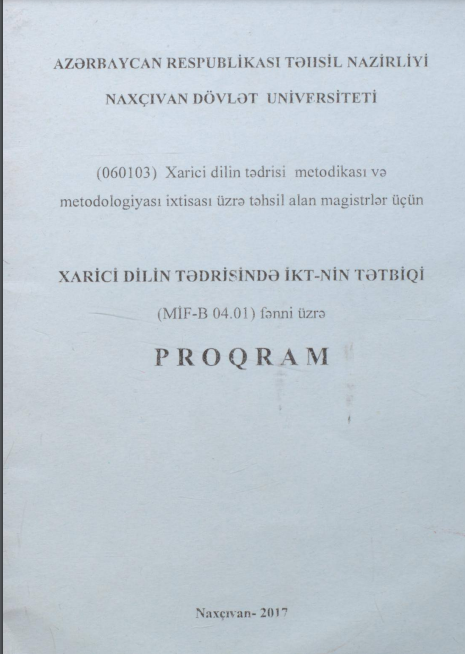 AZƏRBAYCAN RESPUBLİKASI TƏHSİL NAZİRLİYİ
NAXÇIVAN DÖVLƏT UNİVERSİTETİ
(060103) Xarici dilin tədrisi metodikası və
metodologiyası ixtisası üzrə təhsil alan magistrlər üçün
XARİCİ DİLİN TƏDRİSİNDƏ İKT-NİN TƏTBİQİ
(MİF-B 04.01) fənni üzrə
PROQRAM
Naxçıvan- 2017